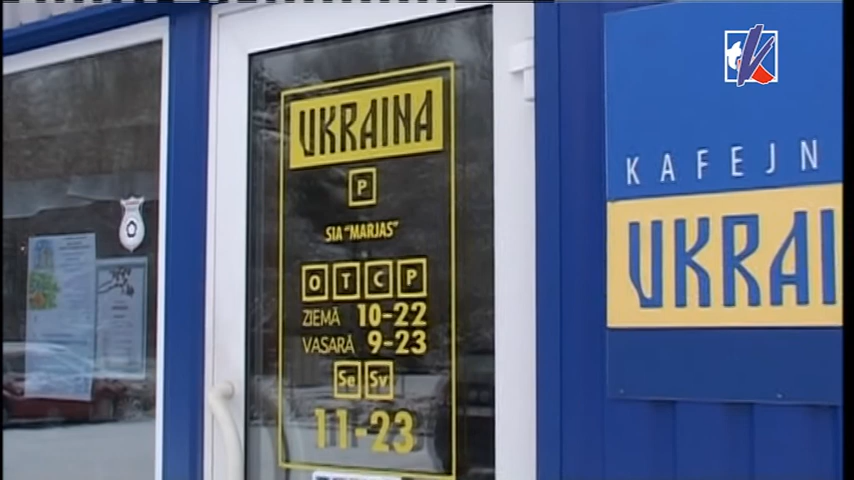 UKRAINA
P
SIA "MARJAS"
O T C P
ZIEMĀ 10-22
VASARĀ 9-23
Se Sv
11-23
KAFEJN
UKRAI